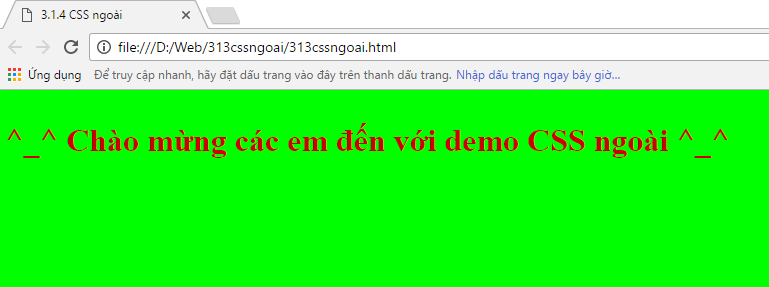 3.1.4 CSS ngoài
file:///D:/Web/313cssngoai/313cssngoai.html
Ứng dụng Để truy cập nhanh, hãy đặt dấu trang vào đây trên thanh dấu trang. Nhập dấu trang ngay bây giờ...
^_^ Chào mừng các em đến với demo CSS ngoài ^_^